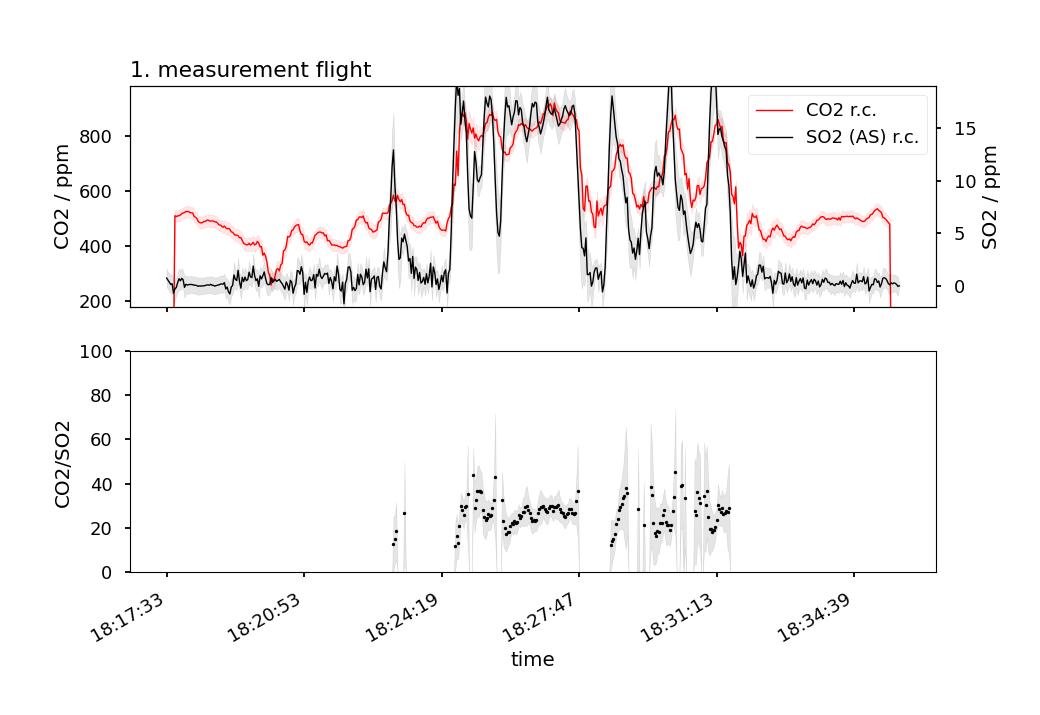 1. measurement flight
CO2 r.c.
SO2 (AS) r.c.
CO2 / ppm
800
600
400
200
SO2 / ppm
15
10
5
0
CO2/SO2
100
80
60
40
20
0
18:17:33
18:20:53
18:24:19
18:27:47
18:31:13
18:34:39
time